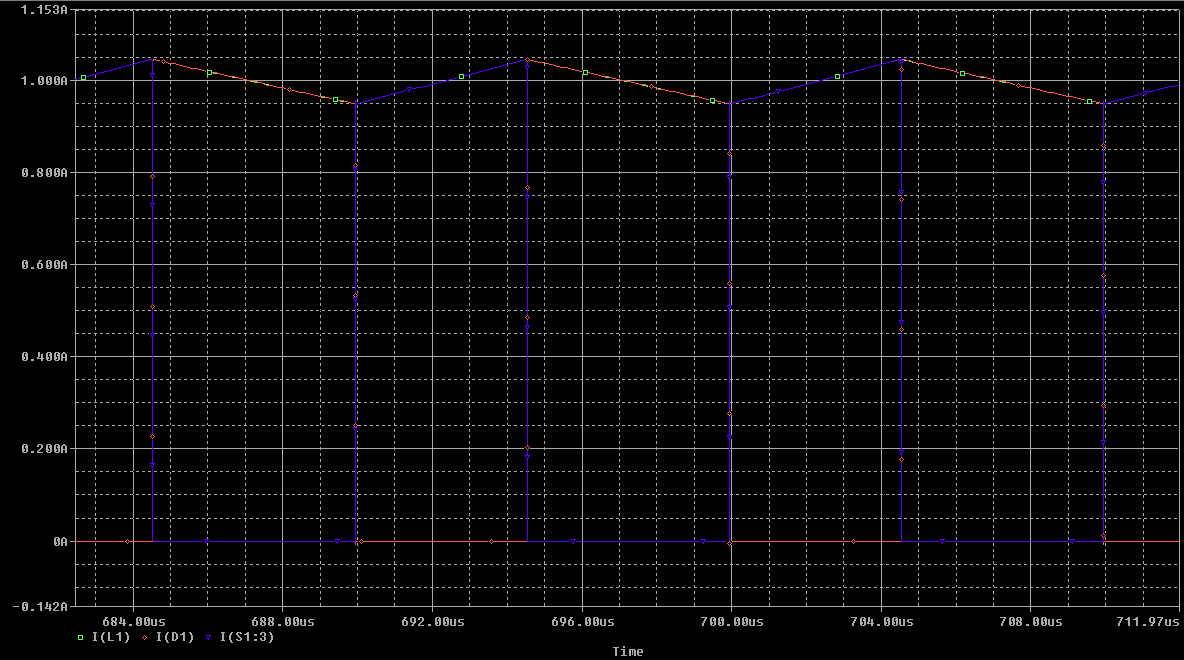 1.153A
1.000A
0.800A
0.600A
0.400A
0.200A
0A
-0.142A
684.00us 688.00us 692.00us 696.00us 700.00us 704.00us 708.00us 711.97us
I(L1) I(D1) I(S1:3)
Time